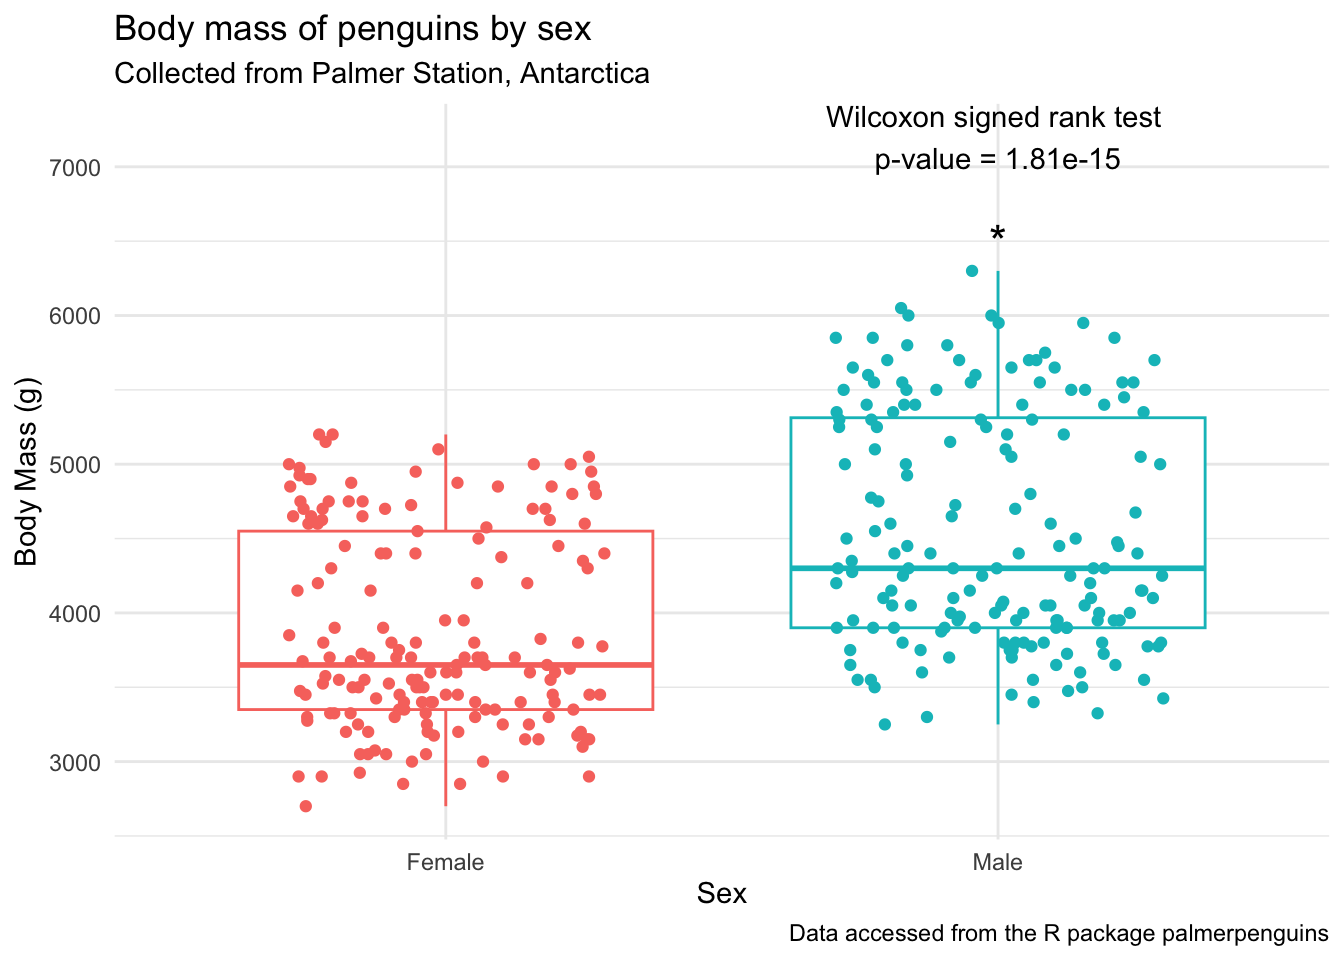 Body mass of penguins by sex
Collected from Palmer Station, Antarctica
Wilcoxon signed rank test
p-value = 1.81e-15
*
7000
6000
5000
4000
3000
Body Mass (g)
Female
Male
Sex
Data accessed from the R package palmerpenguins